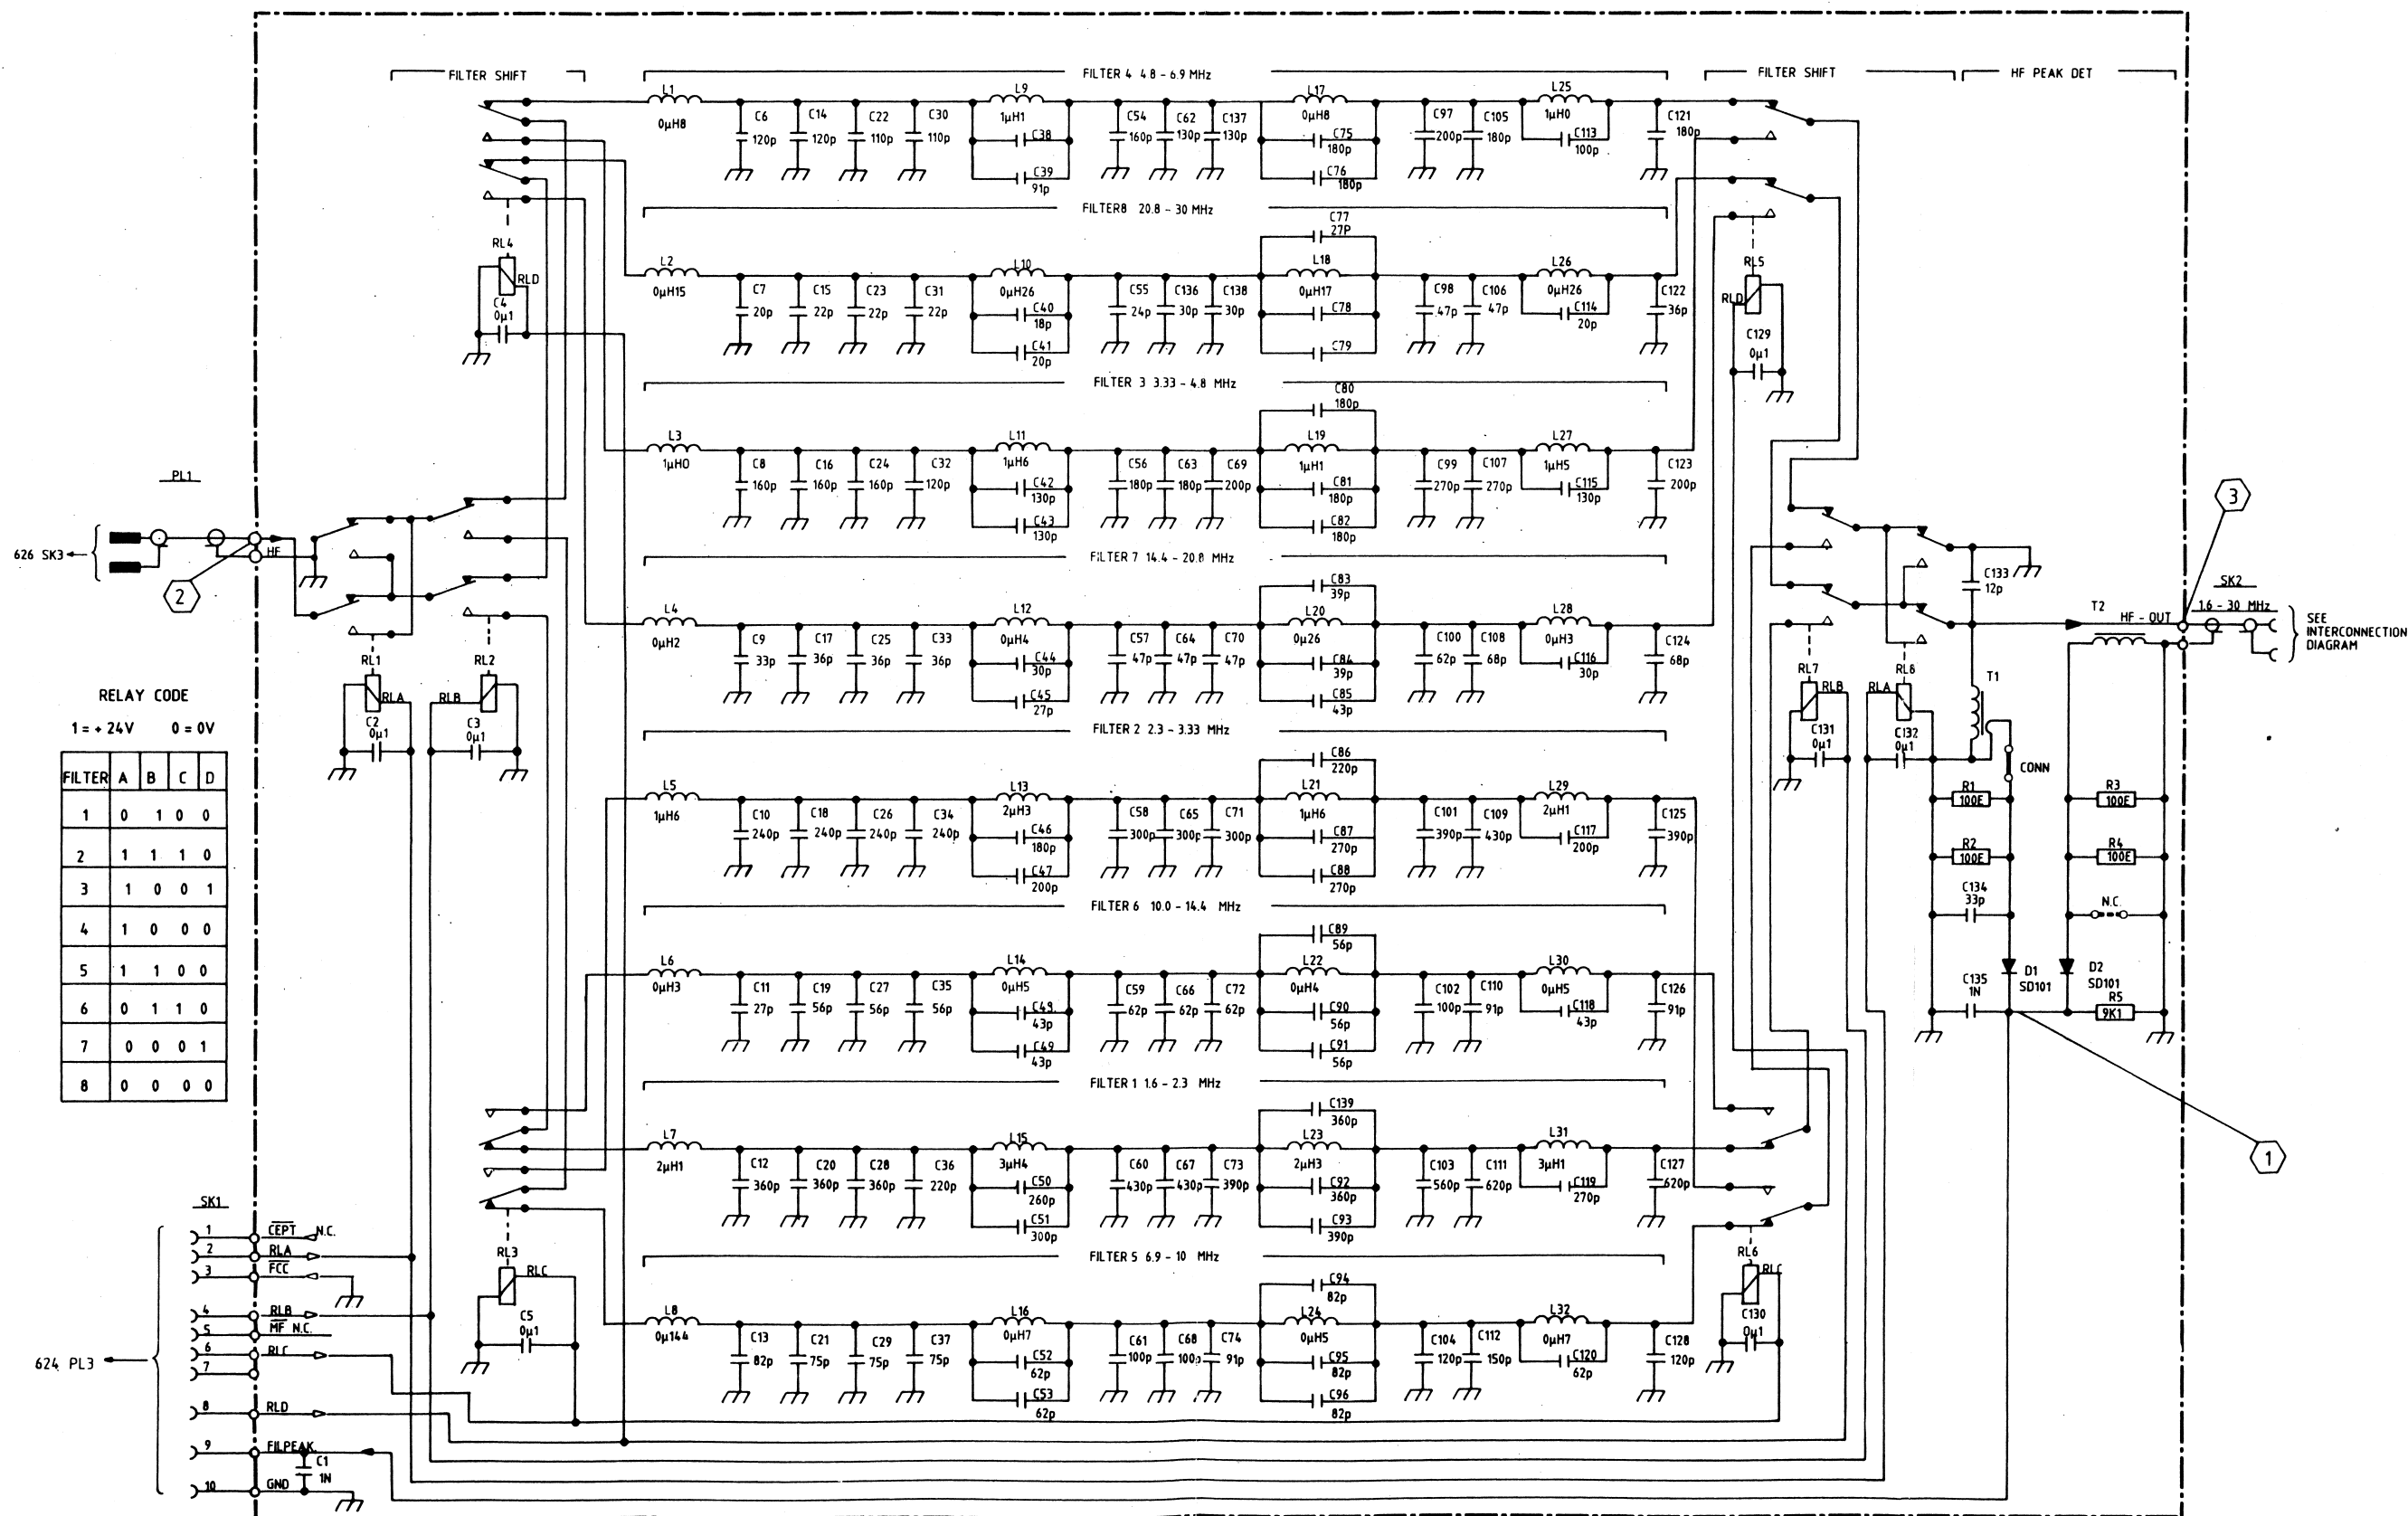 FILTER SHIFT
FILTER 4 4.8 - 6.9 MHz
FILTER SHIFT
HF PEAK DET
L1
0µH8
C6
120p
C14
120p
C22
110p
C30
110p
L9
1µH1
C38
C39
91p
C54
160p
C62
130p
C137
130p
L17
0µH8
C75
180p
C76
180p
C97
200p
C105
180p
L25
1µH0
C113
100p
C121
180p
FILTER8 20.8 - 30 MHz
RL4
RLD
C4
0µ1
L2
0µH15
C7
20p
C15
22p
C23
22p
C31
22p
L10
0µH26
C40
18p
C41
20p
C55
24p
C136
30p
C138
30p
C77
27P
L18
0µH17
C78
C79
C98
47p
C106
47p
L26
0µH26
C114
20p
C122
36p
RL5
RLD
C129
0µ1
FILTER 3 3.33 - 4.8 MHz
L3
1µH0
C8
160p
C16
160p
C24
160p
C32
120p
L11
1µH6
C42
130p
C43
130p
C56
180p
C63
180p
C69
200p
C80
180p
L19
1µH1
C81
180p
C82
180p
C99
270p
C107
270p
L27
1µH5
C115
130p
C123
200p
PL1
626 SK3
HF
2
3
FILTER 7 14.4 - 20.8 MHz
L4
0µH2
C9
33p
C17
36p
C25
36p
C33
36p
L12
0µH4
C44
30p
C45
27p
C57
47p
C64
47p
C70
47p
C83
39p
L20
0µ26
C84
39p
C85
43p
C100
62p
C108
68p
L28
0µH3
C116
30p
C124
68p
C133
12p
SK2
1.6 - 30 MHz
T2
HF - OUT
SEE
INTERCONNECTION
DIAGRAM
RL1
RLA
C2
0µ1
RL2
RLB
C3
0µ1
RL7
RLB
C131
0µ1
RL6
RLA
C132
0µ1
T1
CONN
RELAY CODE
1 = + 24V 0 = 0V
FILTER A B C D
1 0 1 0 0
2 1 1 1 0
3 1 0 0 1
4 1 0 0 0
5 1 1 0 0
6 0 1 1 0
7 0 0 0 1
8 0 0 0 0
FILTER 2 2.3 - 3.33 MHz
L5
1µH6
C10
240p
C18
240p
C26
240p
C34
240p
L13
2µH3
C46
180p
C47
200p
C58
300p
C65
300p
C71
300p
C86
220p
L21
1µH6
C87
270p
C88
270p
C101
390p
C109
430p
L29
2µH1
C117
200p
C125
390p
R1
100E
R2
100E
C134
33p
C135
1N
D1
SD101
R3
100E
R4
100E
N.C.
D2
SD101
R5
9K1
FILTER 6 10.0 - 14.4 MHz
L6
0µH3
C11
27p
C19
56p
C27
56p
C35
56p
L14
0µH5
C43
43p
C49
43p
C59
62p
C66
62p
C72
62p
C89
56p
L22
0µH4
C90
56p
C91
56p
C102
100p
C110
91p
L30
0µH5
C118
43p
C126
91p
1
FILTER 1 1.6 - 2.3 MHz
L7
2µH1
C12
360p
C20
360p
C28
360p
C36
220p
L15
3µH4
C50
260p
C51
300p
C60
430p
C67
430p
C73
390p
C139
360p
L23
2µH3
C92
360p
C93
390p
C103
560p
C111
620p
L31
3µH1
C119
270p
C127
620p
FILTER 5 6.9 - 10 MHz
RL3
RLC
C5
0µ1
L8
0µ144
C13
82p
C21
75p
C29
75p
C37
75p
L16
0µH7
C52
62p
C53
62p
C61
100p
C68
100p
C74
91p
C94
82p
L24
0µH5
C95
82p
C96
82p
C104
120p
C112
150p
L32
0µH7
C120
62p
C128
120p
RL6
RLC
C130
0µ1
SK1
624 PL3
1 CEPT N.C.
2 RLA
3 FCC
4 RLB
5 MF N.C.
6 RLC
7
8 RLD
9 FILPEAK.
C1
1N
10 GND